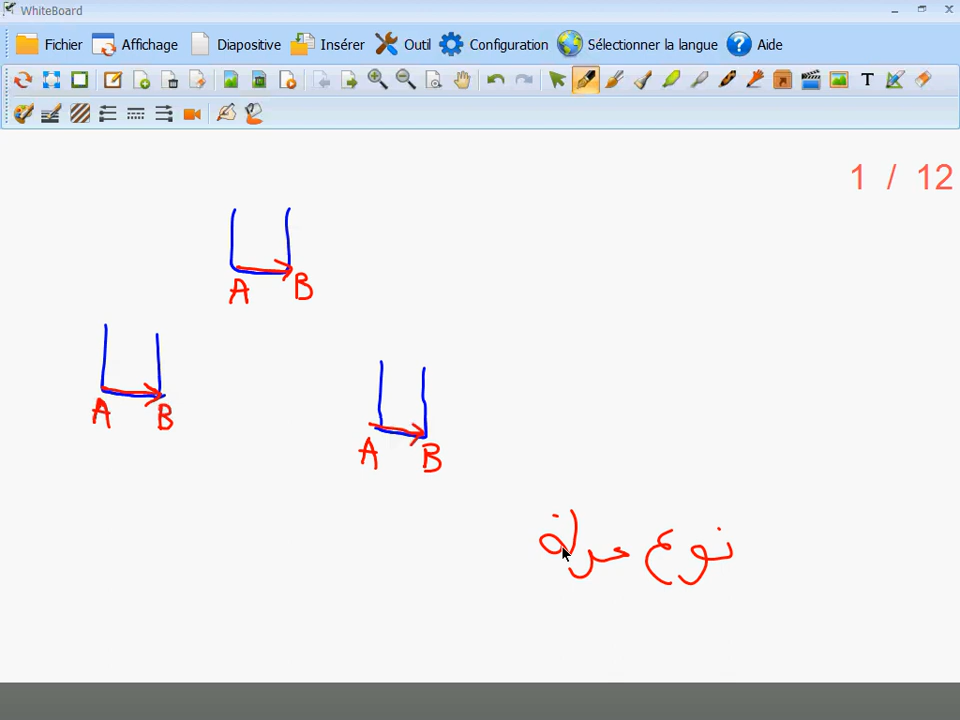 WhiteBoard
Fichier Affichage Diapositive Insérer Outil Configuration Sélectionner la langue Aide
T
1 / 12
A B
A B
A B
نوع حركة